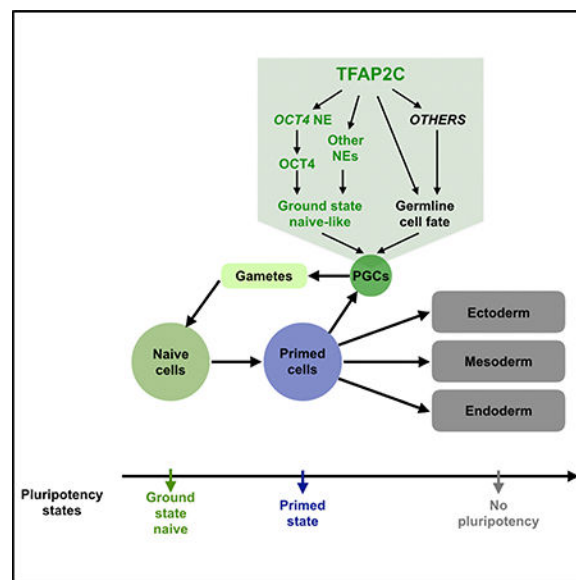 TFAP2C
OCT4 NE
OTHERS
Other
NEs
OCT4
Ground state
naive-like
Germline
cell fate
Gametes
PGCs
Ectoderm
Naive
cells
Primed
cells
Mesoderm
Endoderm
Pluripotency
states
Ground
state
naive
Primed
state
No
pluripotency